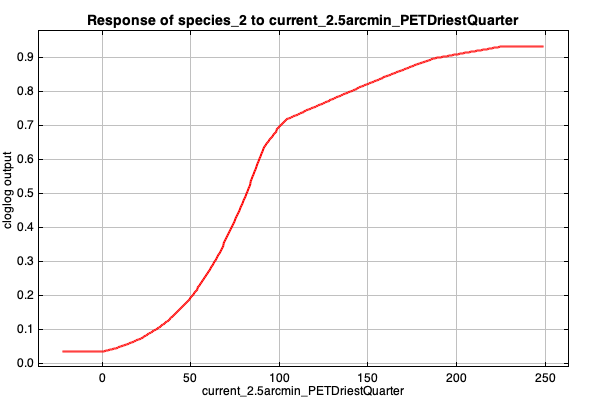 Response of species_2 to current_2.5arcmin_PETDriestQuarter
cloglog output
0.9
0.8
0.7
0.6
0.5
0.4
0.3
0.2
0.1
0.0
0 50 100 150 200 250
current_2.5arcmin_PETDriestQuarter